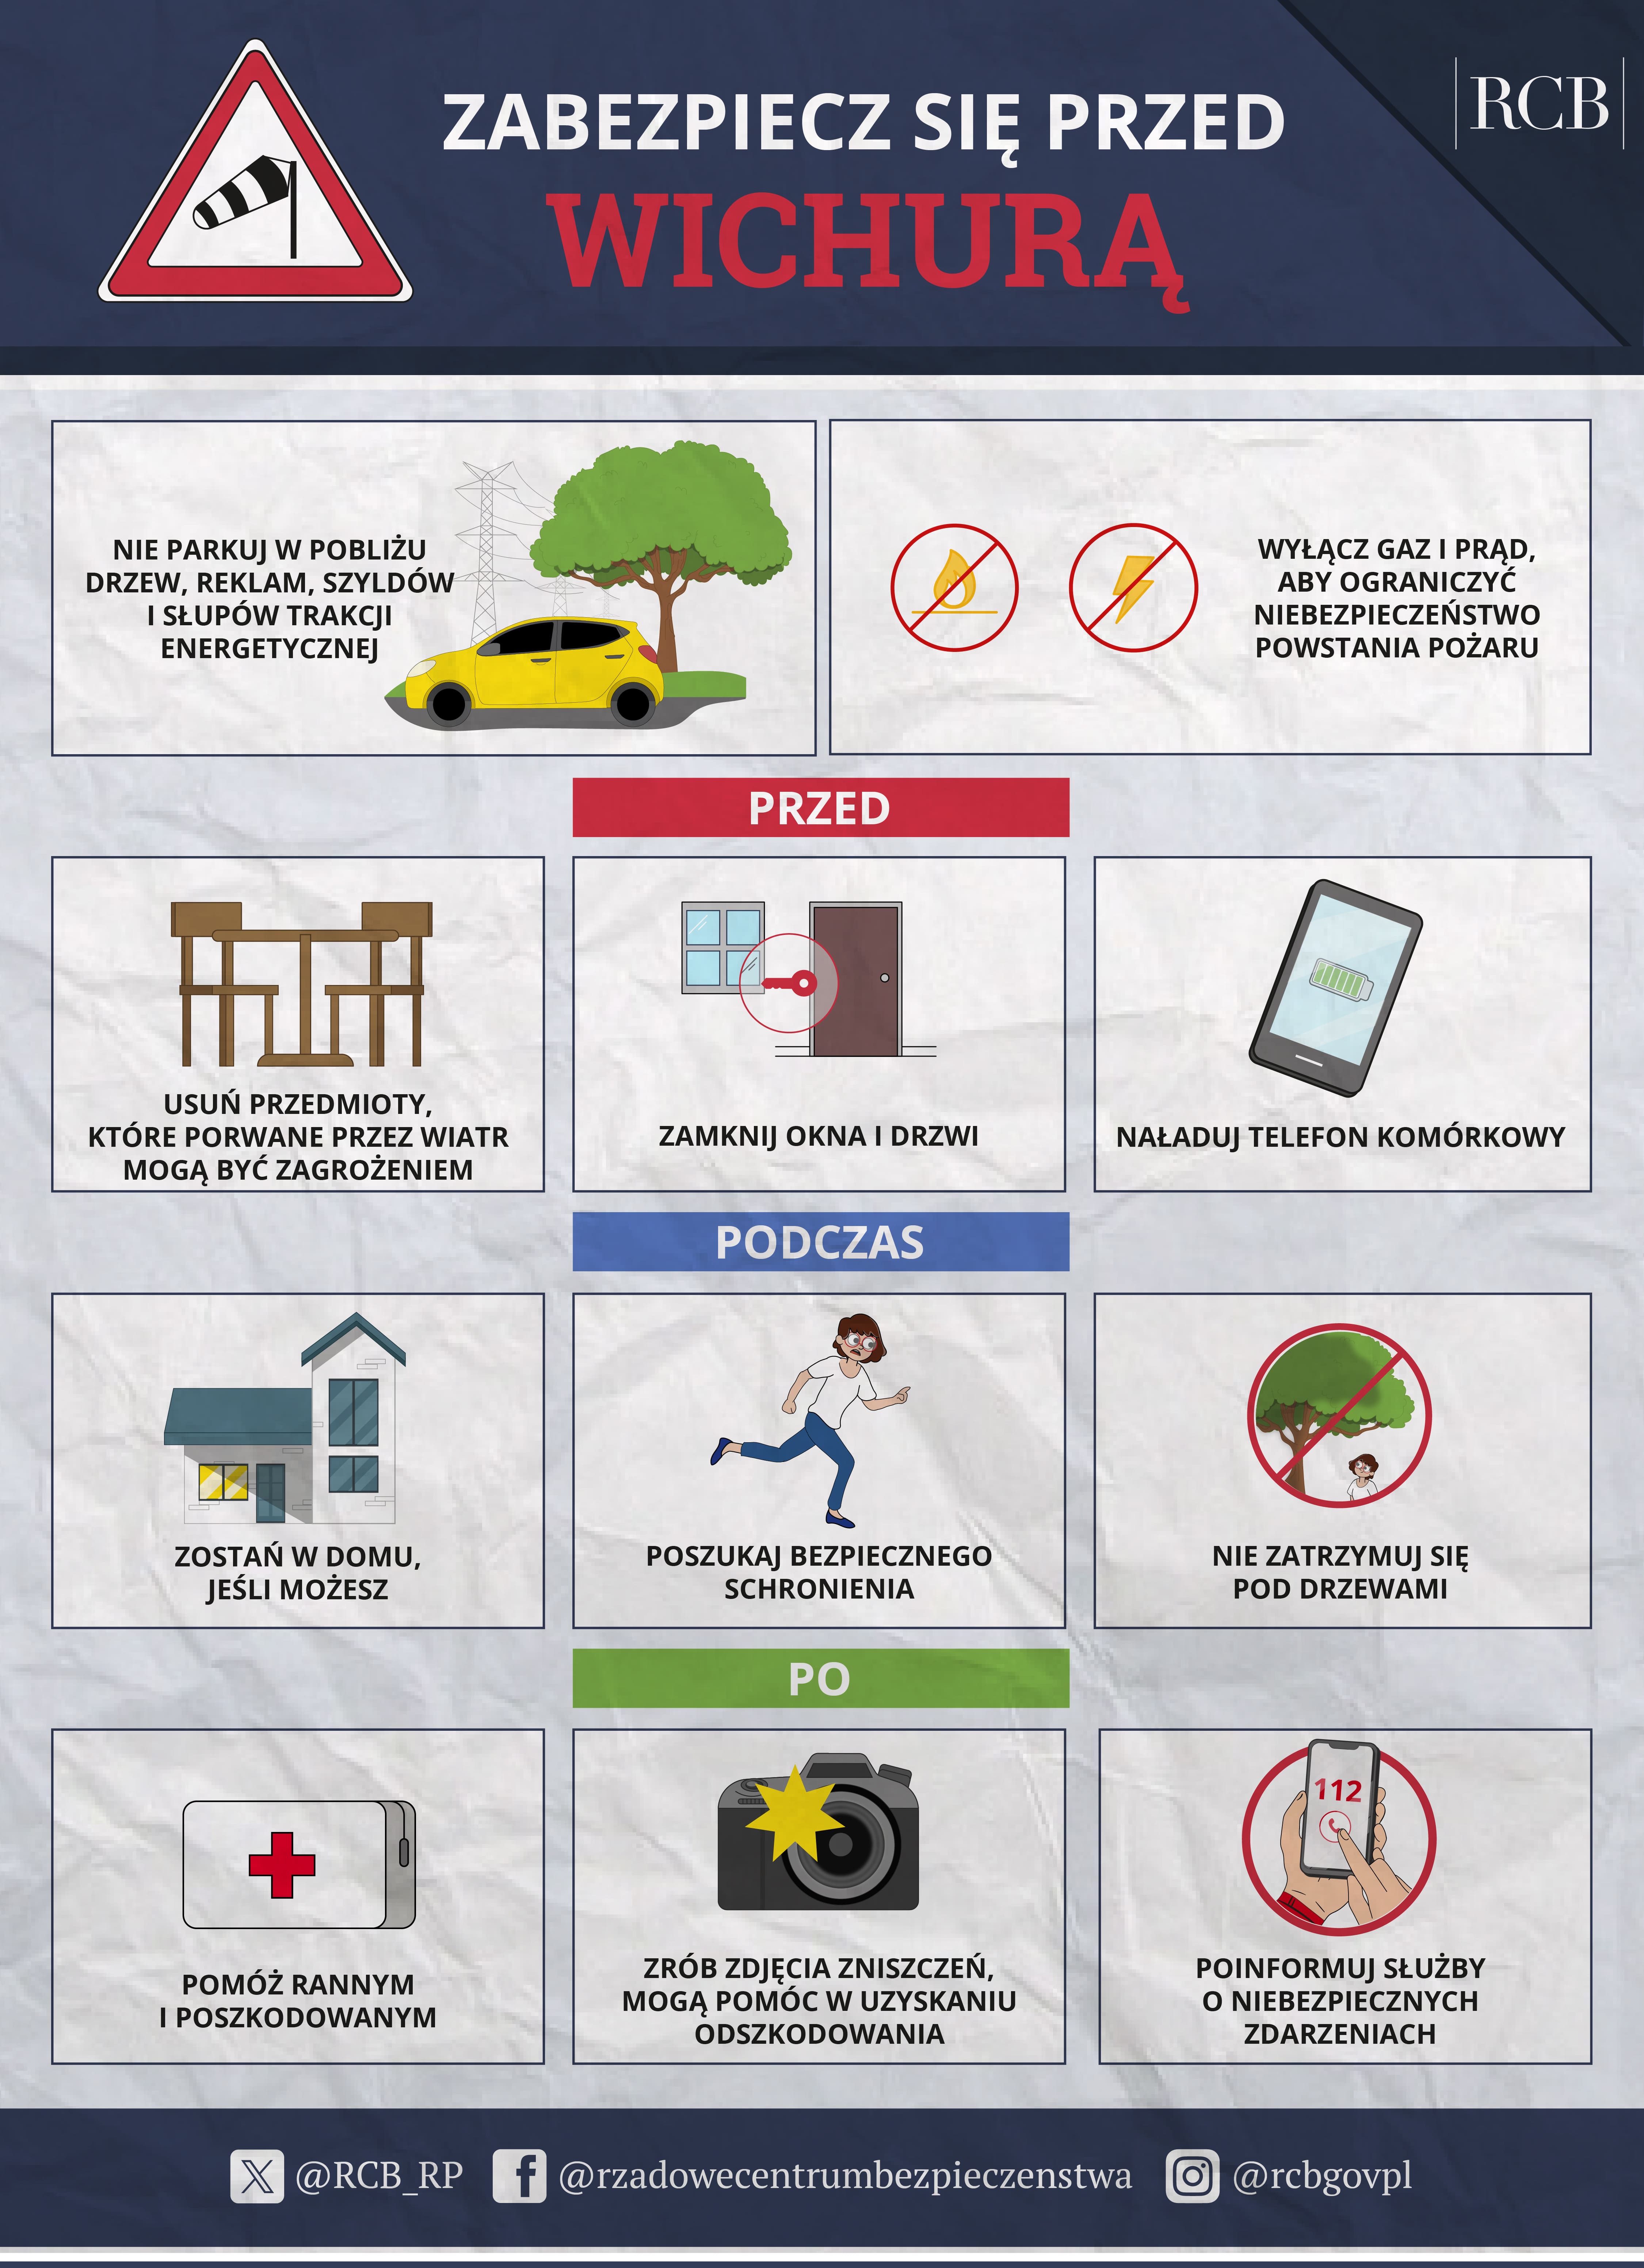 ZABEZPIECZ SIĘ PRZED
WICHURĄ
RCB
NIE PARKUJ W POBLIŻU
DRZEW, REKLAM, SZYLDÓW
I SŁUPÓW TRAKCJI
ENERGETYCZNEJ
WYŁĄCZ GAZ I PRĄD,
ABY OGRANICZYĆ
NIEBEZPIECZEŃSTWO
POWSTANIA POŻARU
PRZED
USUŃ PRZEDMIOTY,
KTÓRE PORWANE PRZEZ WIATR
MOGĄ BYĆ ZAGROŻENIEM
ZAMKNIJ OKNA I DRZWI
NAŁADUJ TELEFON KOMÓRKOWY
PODCZAS
ZOSTAŃ W DOMU,
JEŚLI MOŻESZ
POSZUKAJ BEZPIECZNEGO
SCHRONIENIA
NIE ZATRZYMUJ SIĘ
POD DRZEWAMI
PO
POMÓŻ RANNYM
I POSZKODOWANYM
ZRÓB ZDJĘCIA ZNISZCZEŃ,
MOGĄ POMÓC W UZYSKANIU
ODSZKODOWANIA
112
POINFORMUJ SŁUŻBY
O NIEBEZPIECZNYCH
ZDARZENIACH
@RCB_RP
@rzadowecentrumbezpieczenstwa
@rcbgovpl